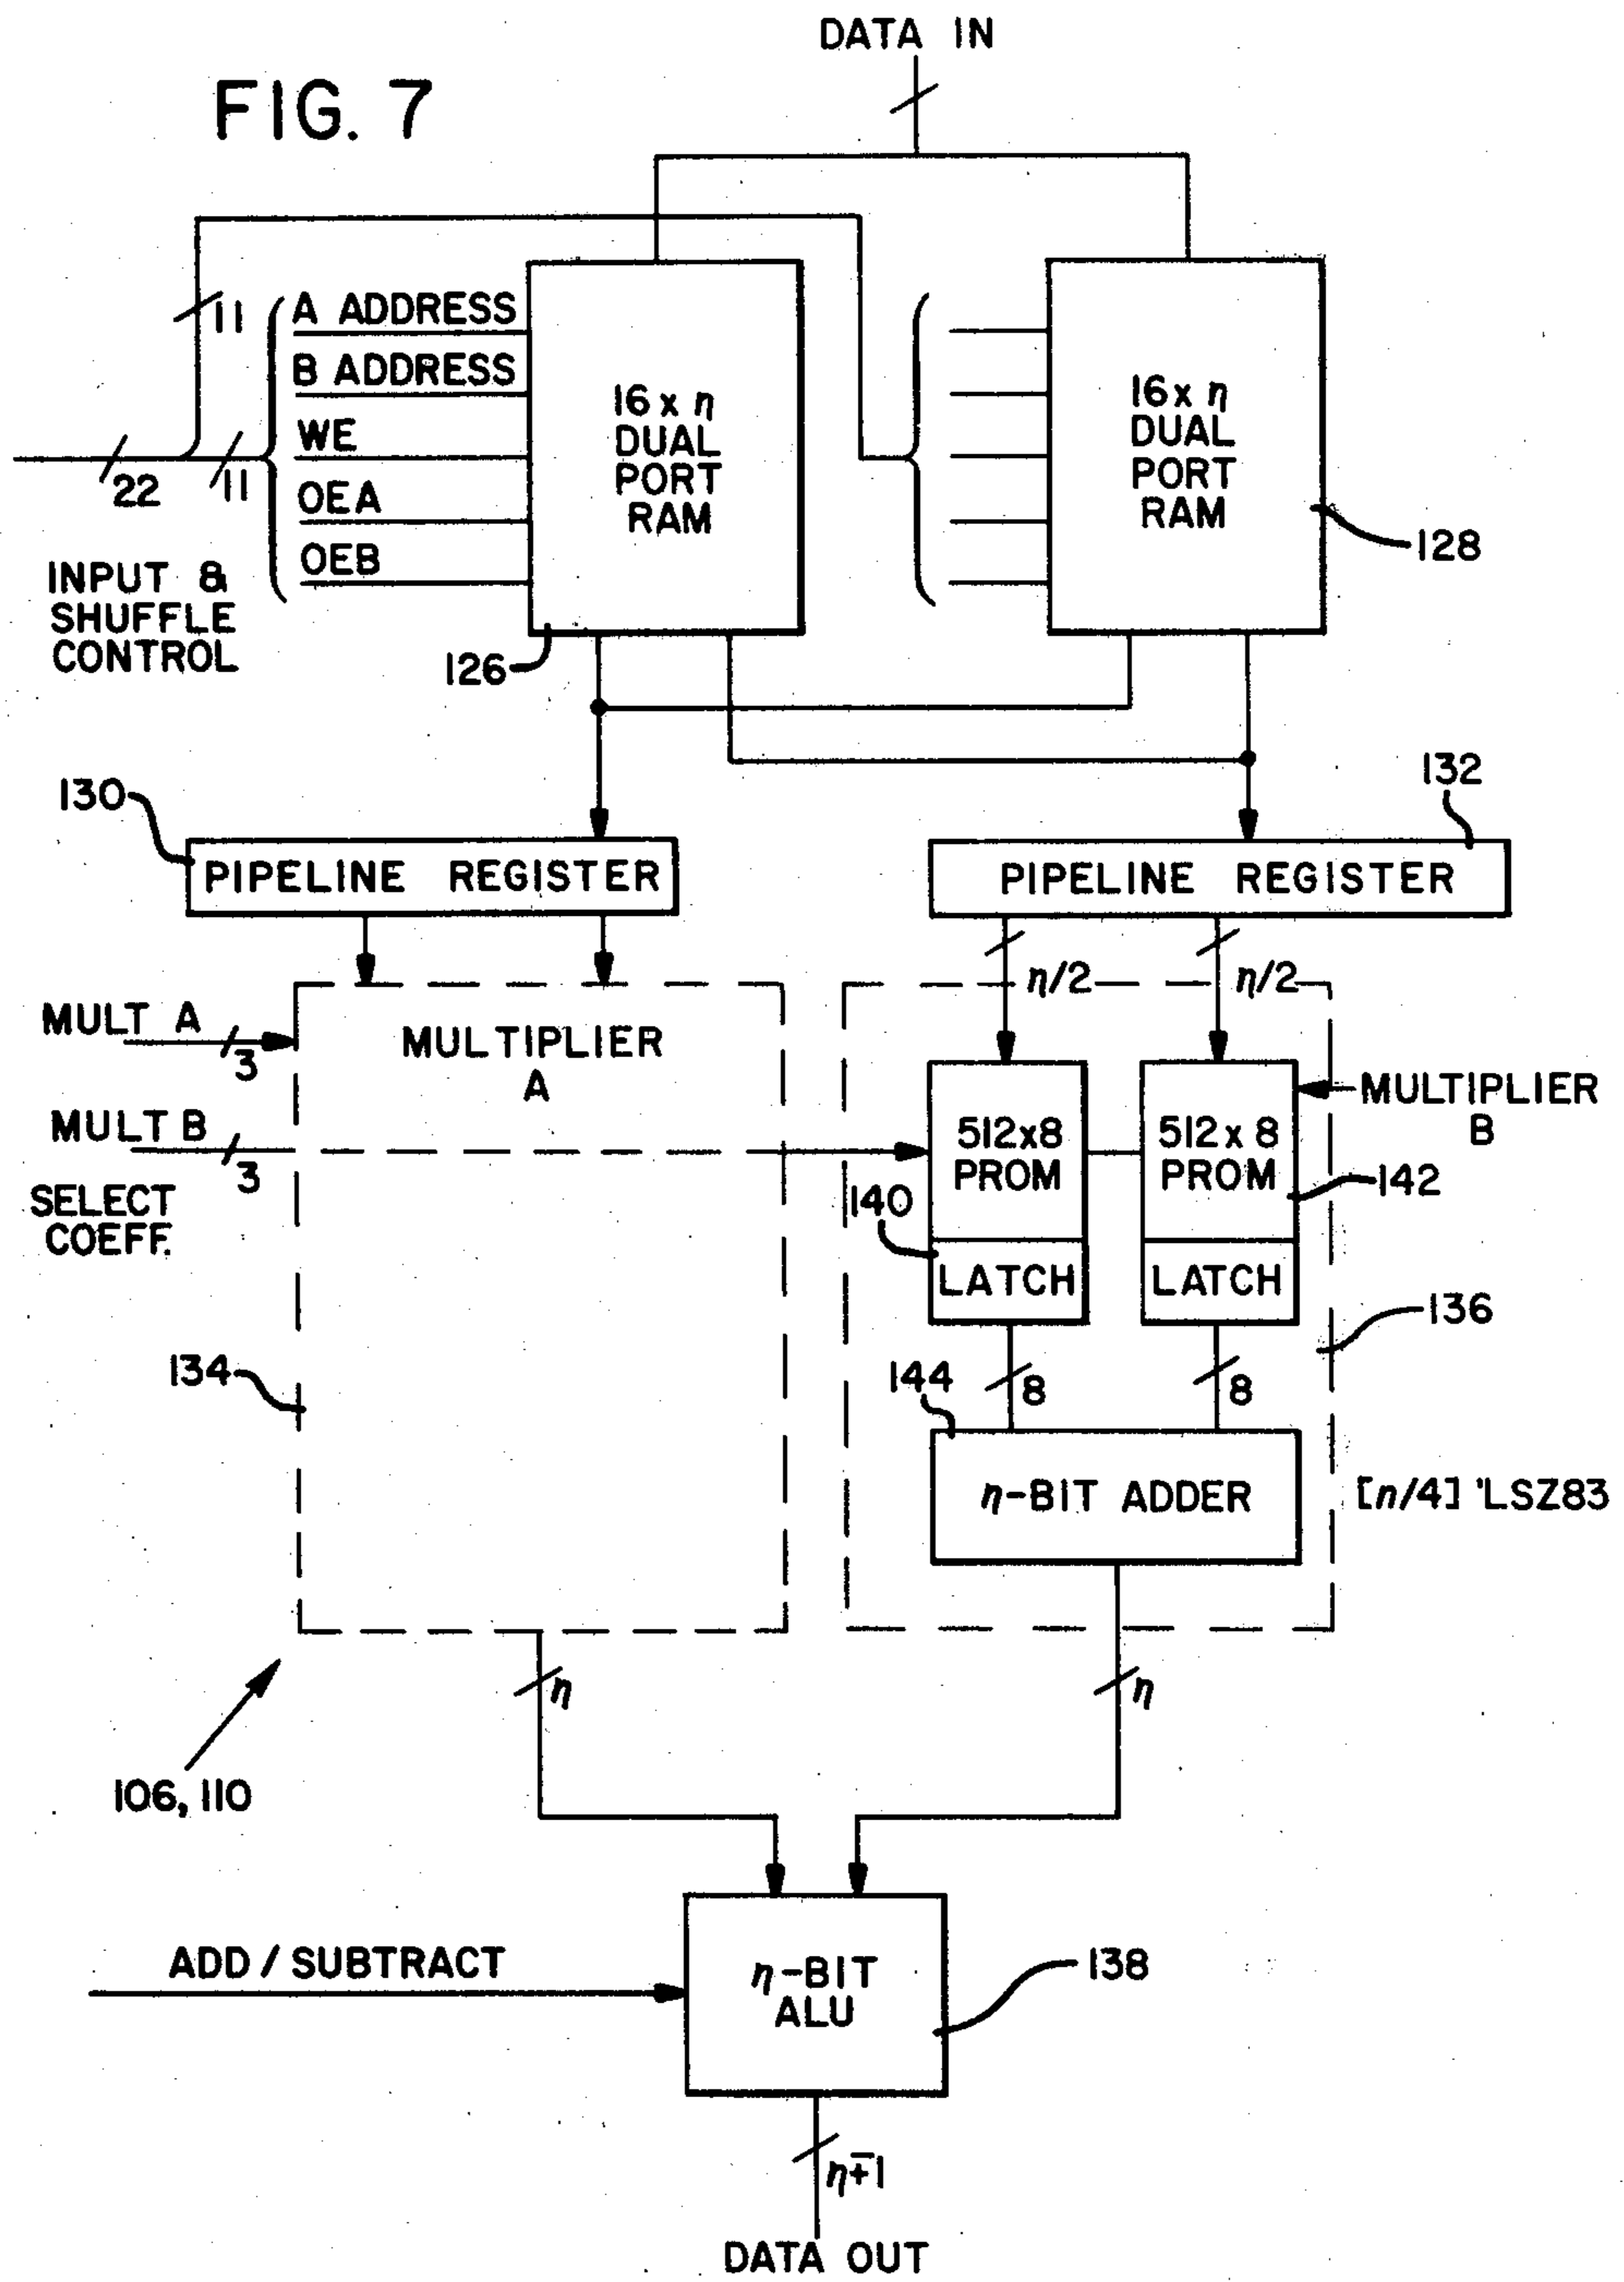 DATA IN
FIG. 7
11
A ADDRESS
B ADDRESS
WE
OEA
OEB
22
11
INPUT &
SHUFFLE
CONTROL
16 x η
DUAL
PORT
RAM
16 x η
DUAL
PORT
RAM
126
128
130
132
PIPELINE REGISTER
PIPELINE REGISTER
η/2
η/2
MULT A
3
MULTIPLIER
A
MULT B
3
SELECT
COEFF.
512x8
PROM
512x8
PROM
MULTIPLIER
B
140
142
LATCH
LATCH
136
134
144
8
8
η-BIT ADDER
[n/4] 'LSZ83
η
η
106, 110
ADD / SUBTRACT
η-BIT
ALU
138
η∓1
DATA OUT